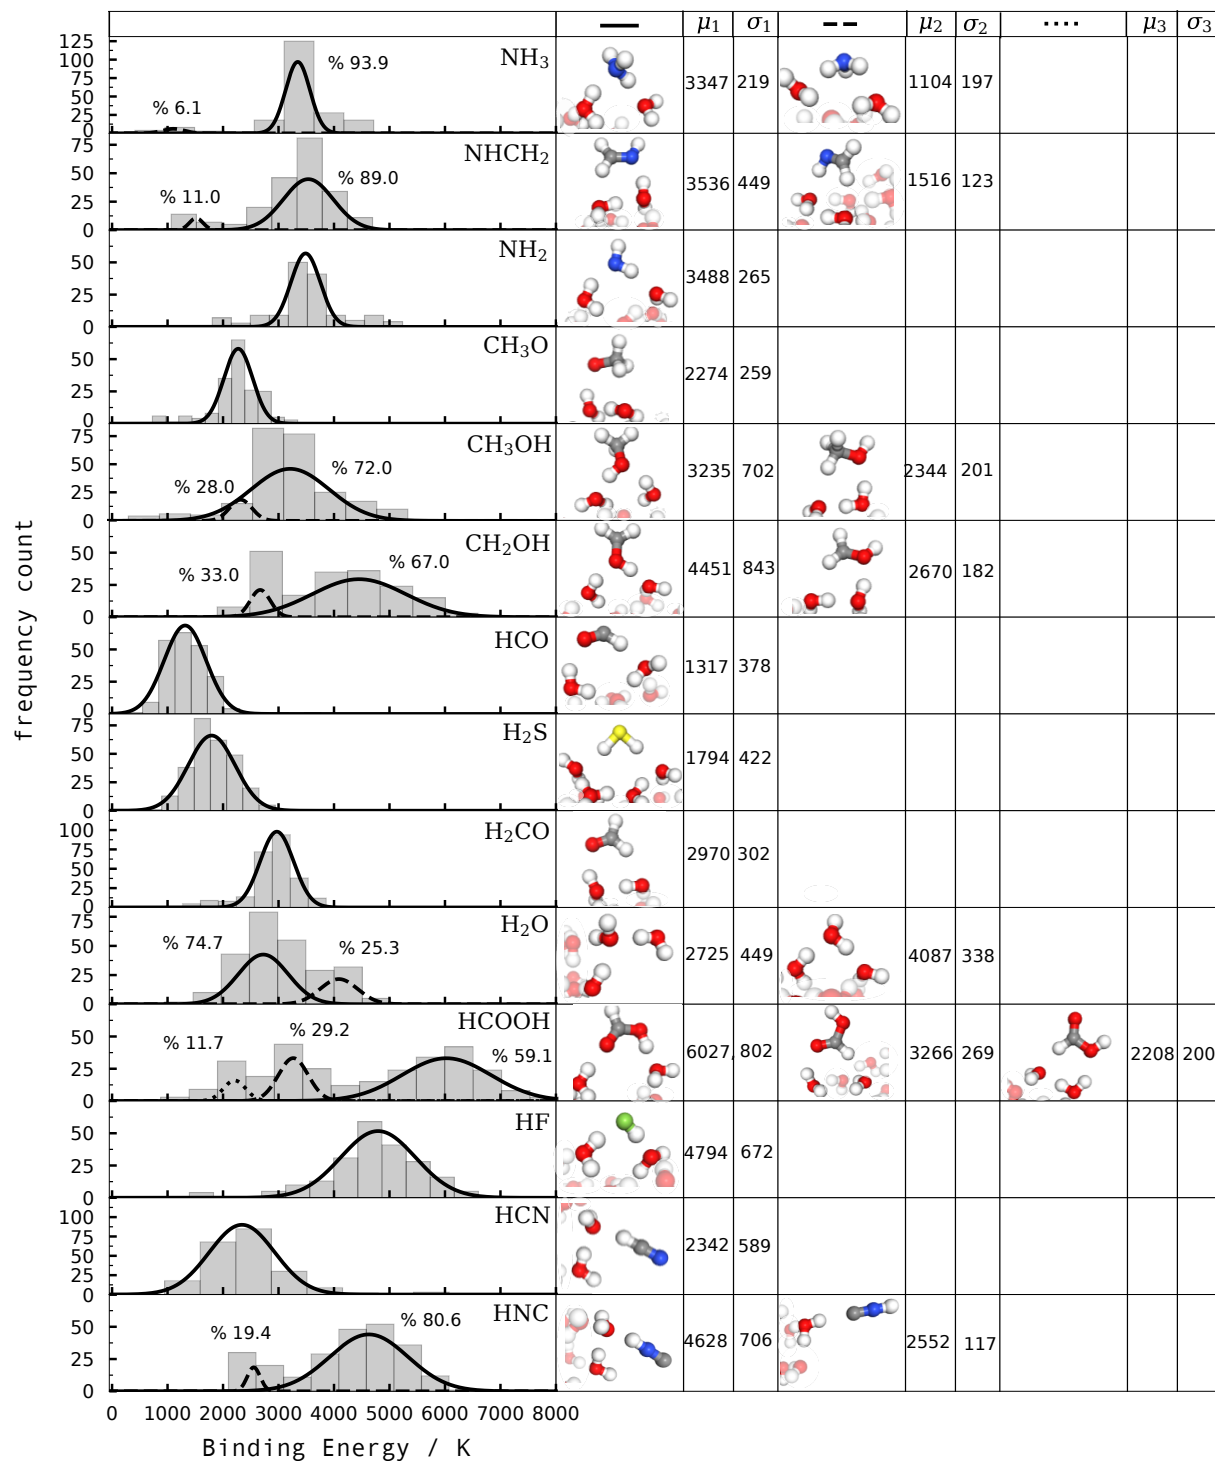 μ1 σ1 μ2 σ2 μ3 σ3
125 100 75 50 25 0
NH3
% 93.9
% 6.1
3347 219 1104 197
75 50 25 0
NHCH2
% 89.0
% 11.0
3536 449 1516 123
75 50 25 0
NH2
3488 265
50 25 0
CH3O
2274 259
75 50 25 0
CH3OH
% 72.0
% 28.0
3235 702 2344 201
50 25 0
CH2OH
% 67.0
% 33.0
4451 843 2670 182
50 25 0
HCO
1317 378
75 50 25 0
H2S
1794 422
100 75 50 25 0
H2CO
2970 302
75 50 25 0
H2O
% 74.7
% 25.3
2725 449 4087 338
50 25 0
HCOOH
% 29.2
% 11.7
% 59.1
6027, 802 3266 269 2208 200
50 25 0
HF
4794 672
100 75 50 25 0
HCN
2342 589
50 25 0
HNC
% 80.6
% 19.4
4628 706 2552 117
0 1000 2000 3000 4000 5000 6000 7000 8000
Binding Energy / K
frequency count